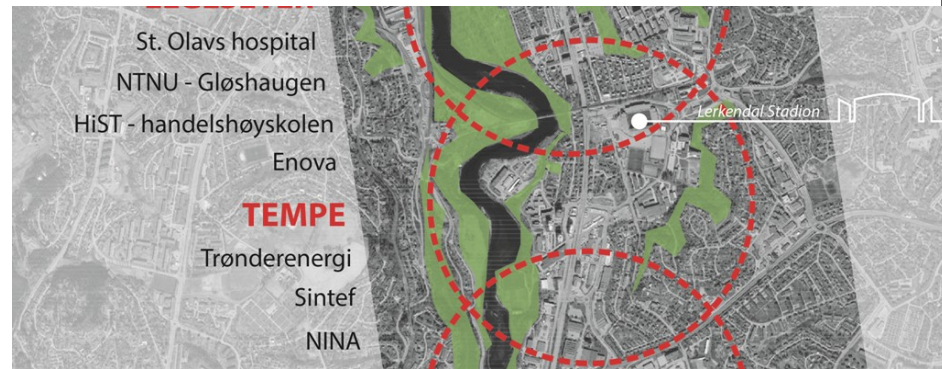 St. Olavs hospital
NTNU - Gløshaugen
HiST - handelshøyskolen
Enova
TEMPE
Trønderenergi
Sintef
NINA
Lerkendal Stadion